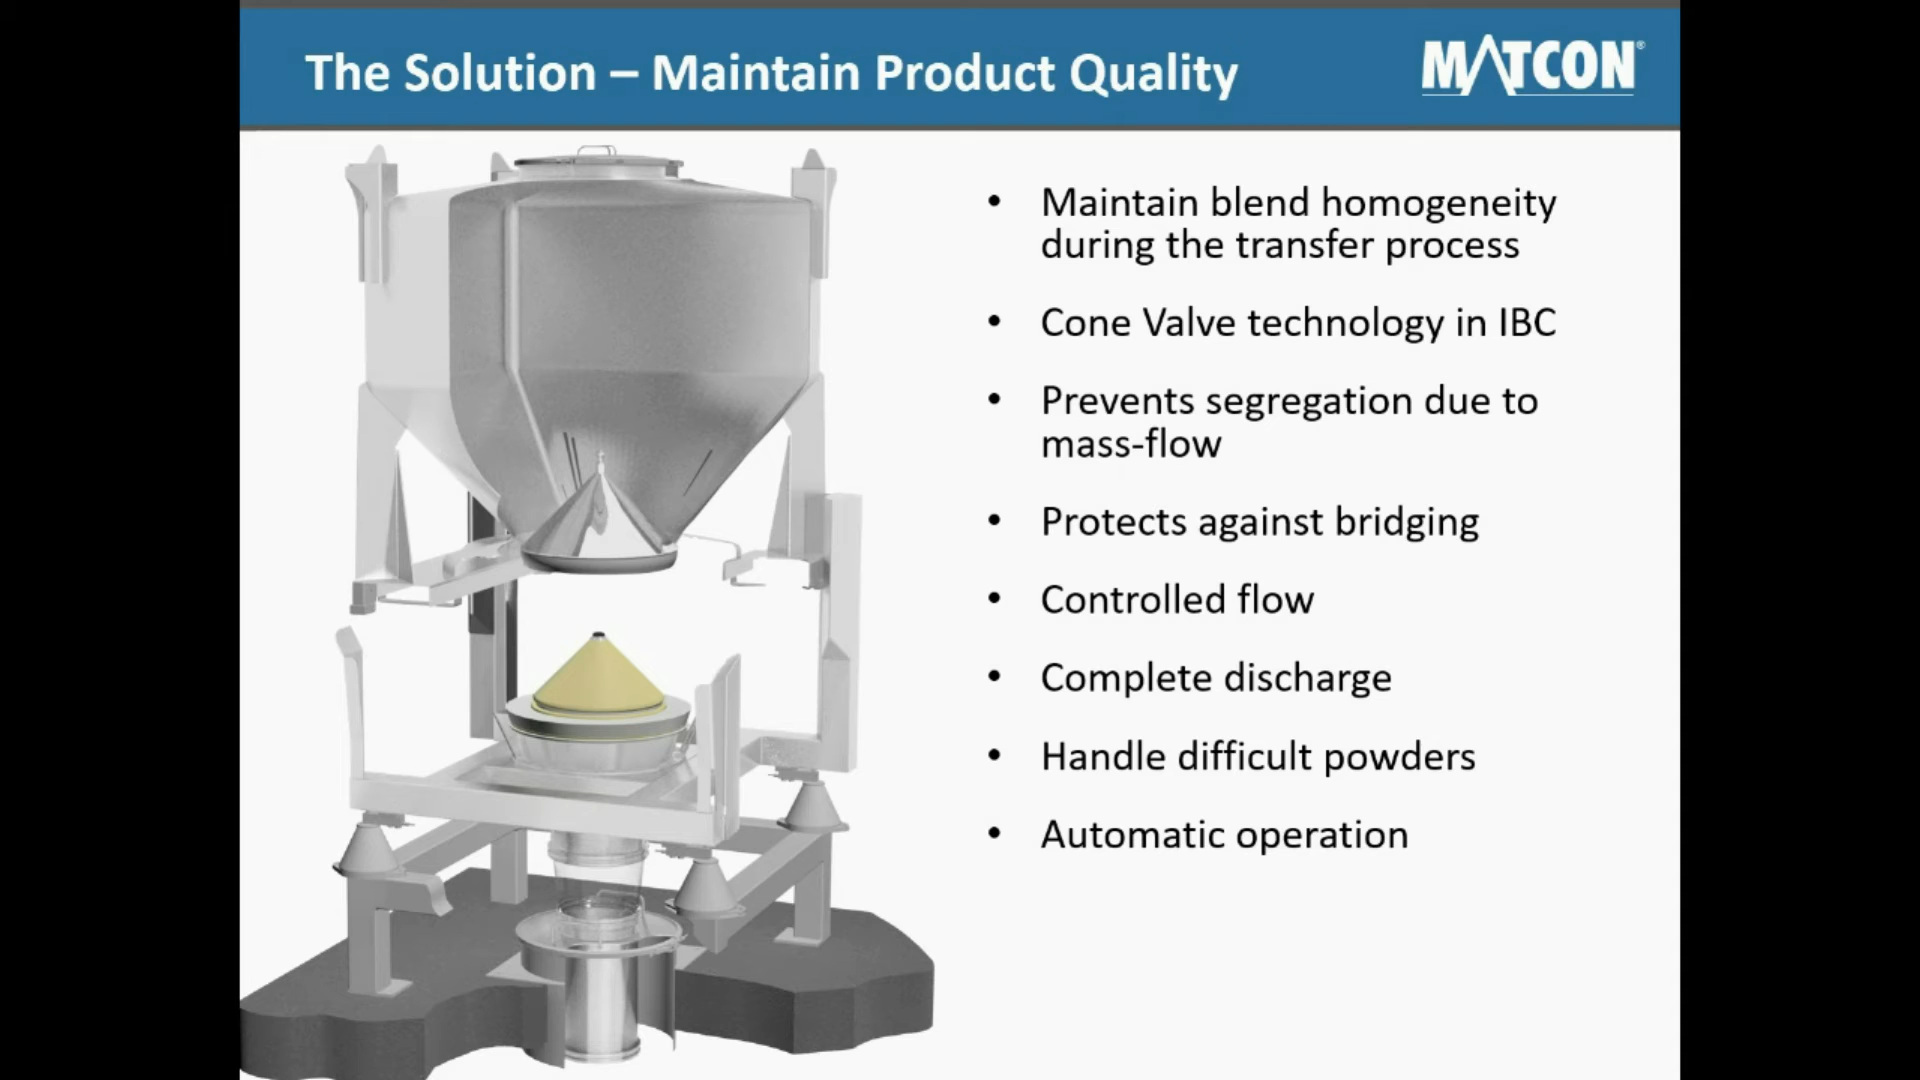 The Solution – Maintain Product Quality
MATCON®
• Maintain blend homogeneity
during the transfer process
• Cone Valve technology in IBC
• Prevents segregation due to
mass-flow
• Protects against bridging
• Controlled flow
• Complete discharge
• Handle difficult powders
• Automatic operation